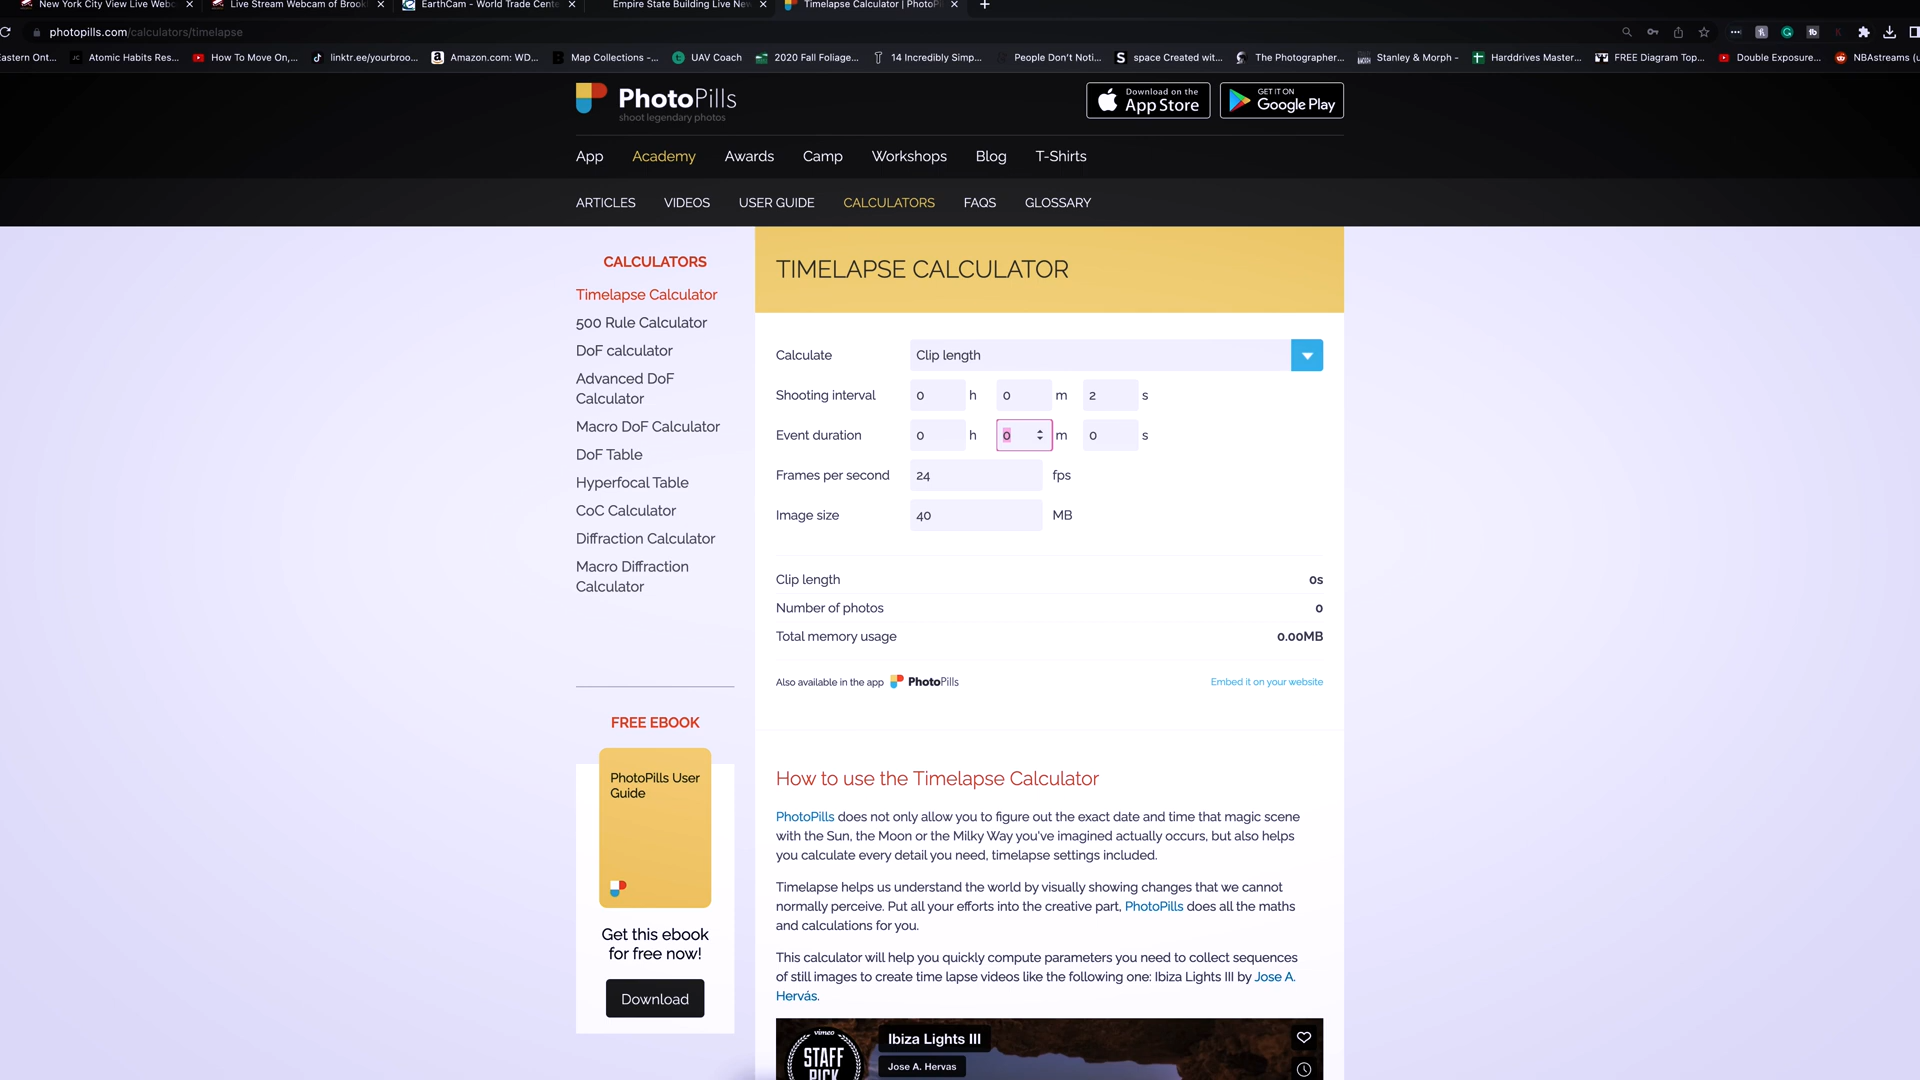 New York City View Live Webc
Live Stream Webcam of Brookl
EarthCam - World Trade Cente
Empire State Building Live New
Timelapse Calculator | PhotoPi
photopills.com/calculators/timelapse
astern Ont...
Atomic Habits Res...
How To Move On,...
linktr.ee/yourbroo...
Amazon.com: WD...
Map Collections -...
UAV Coach
2020 Fall Foliage...
14 Incredibly Simp...
People Don't Noti...
space Created wit...
The Photographer...
Stanley & Morph -
Harddrives Master...
FREE Diagram Top...
Double Exposure...
NBAstreams (u
PhotoPills
shoot legendary photos
Download on the
App Store
GET IT ON
Google Play
App
Academy
Awards
Camp
Workshops
Blog
T-Shirts
ARTICLES
VIDEOS
USER GUIDE
CALCULATORS
FAQS
GLOSSARY
CALCULATORS
Timelapse Calculator
500 Rule Calculator
DoF calculator
Advanced DoF
Calculator
Macro DoF Calculator
DoF Table
Hyperfocal Table
CoC Calculator
Diffraction Calculator
Macro Diffraction
Calculator
FREE EBOOK
PhotoPills User
Guide
Get this ebook
for free now!
Download
TIMELAPSE CALCULATOR
Calculate Clip length
Shooting interval 0 h 0 m 2 s
Event duration 0 h 0 m 0 s
Frames per second 24 fps
Image size 40 MB
Clip length 0s
Number of photos 0
Total memory usage 0.00MB
Also available in the app PhotoPills
Embed it on your website
How to use the Timelapse Calculator
PhotoPills does not only allow you to figure out the exact date and time that magic scene
with the Sun, the Moon or the Milky Way you've imagined actually occurs, but also helps
you calculate every detail you need, timelapse settings included.
Timelapse helps us understand the world by visually showing changes that we cannot
normally perceive. Put all your efforts into the creative part, PhotoPills does all the maths
and calculations for you.
This calculator will help you quickly compute parameters you need to collect sequences
of still images to create time lapse videos like the following one: Ibiza Lights III by Jose A.
Hervás.
vimeo
STAFF
PICK
Ibiza Lights III
Jose A. Hervas